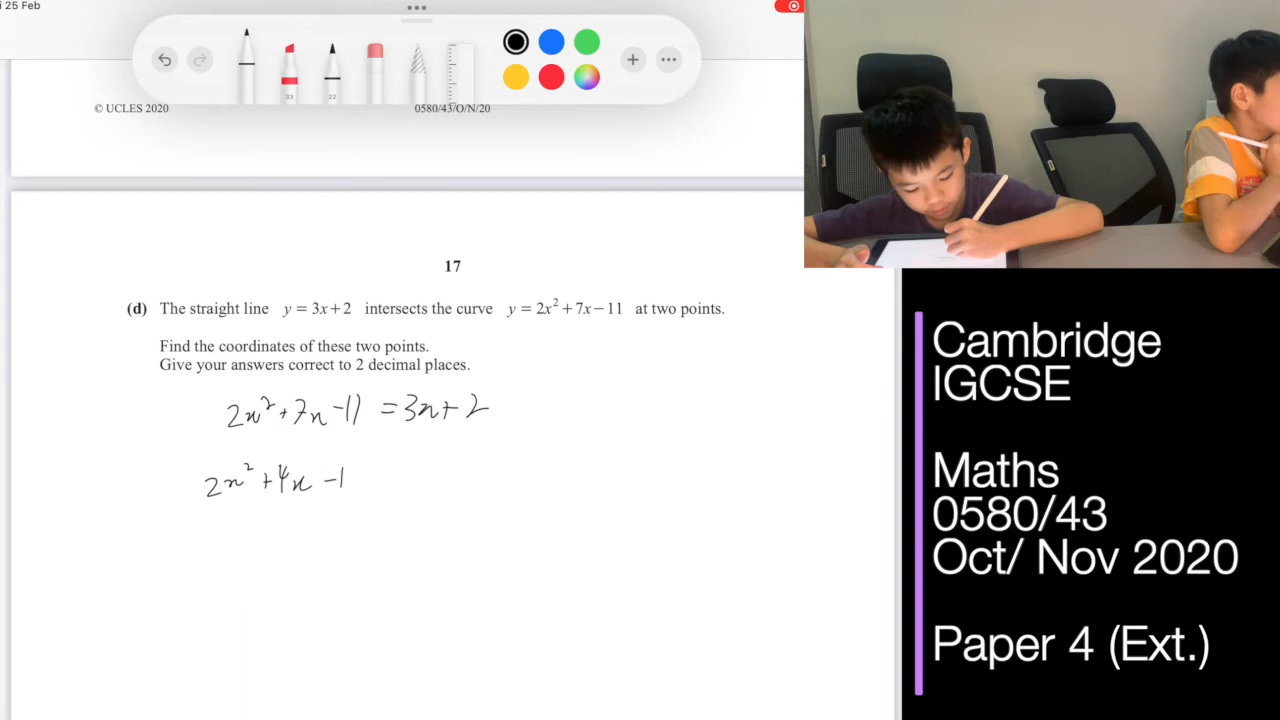 i 25 Feb
93
22
© UCLES 2020
0580/43/O/N/20
17
(d) The straight line y = 3x + 2 intersects the curve y = 2x² + 7x − 11 at two points.
Find the coordinates of these two points.
Give your answers correct to 2 decimal places.
2x² + 7x − 11 = 3x + 2
2x² + 4x − 1
Cambridge
IGCSE
Maths
0580/43
Oct/ Nov 2020
Paper 4 (Ext.)